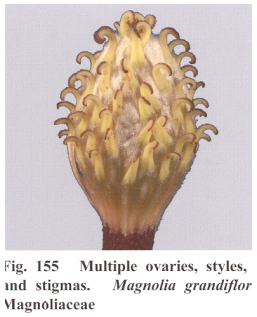 Fig. 155 Multiple ovaries, styles,
and stigmas. Magnolia grandiflor
Magnoliaceae